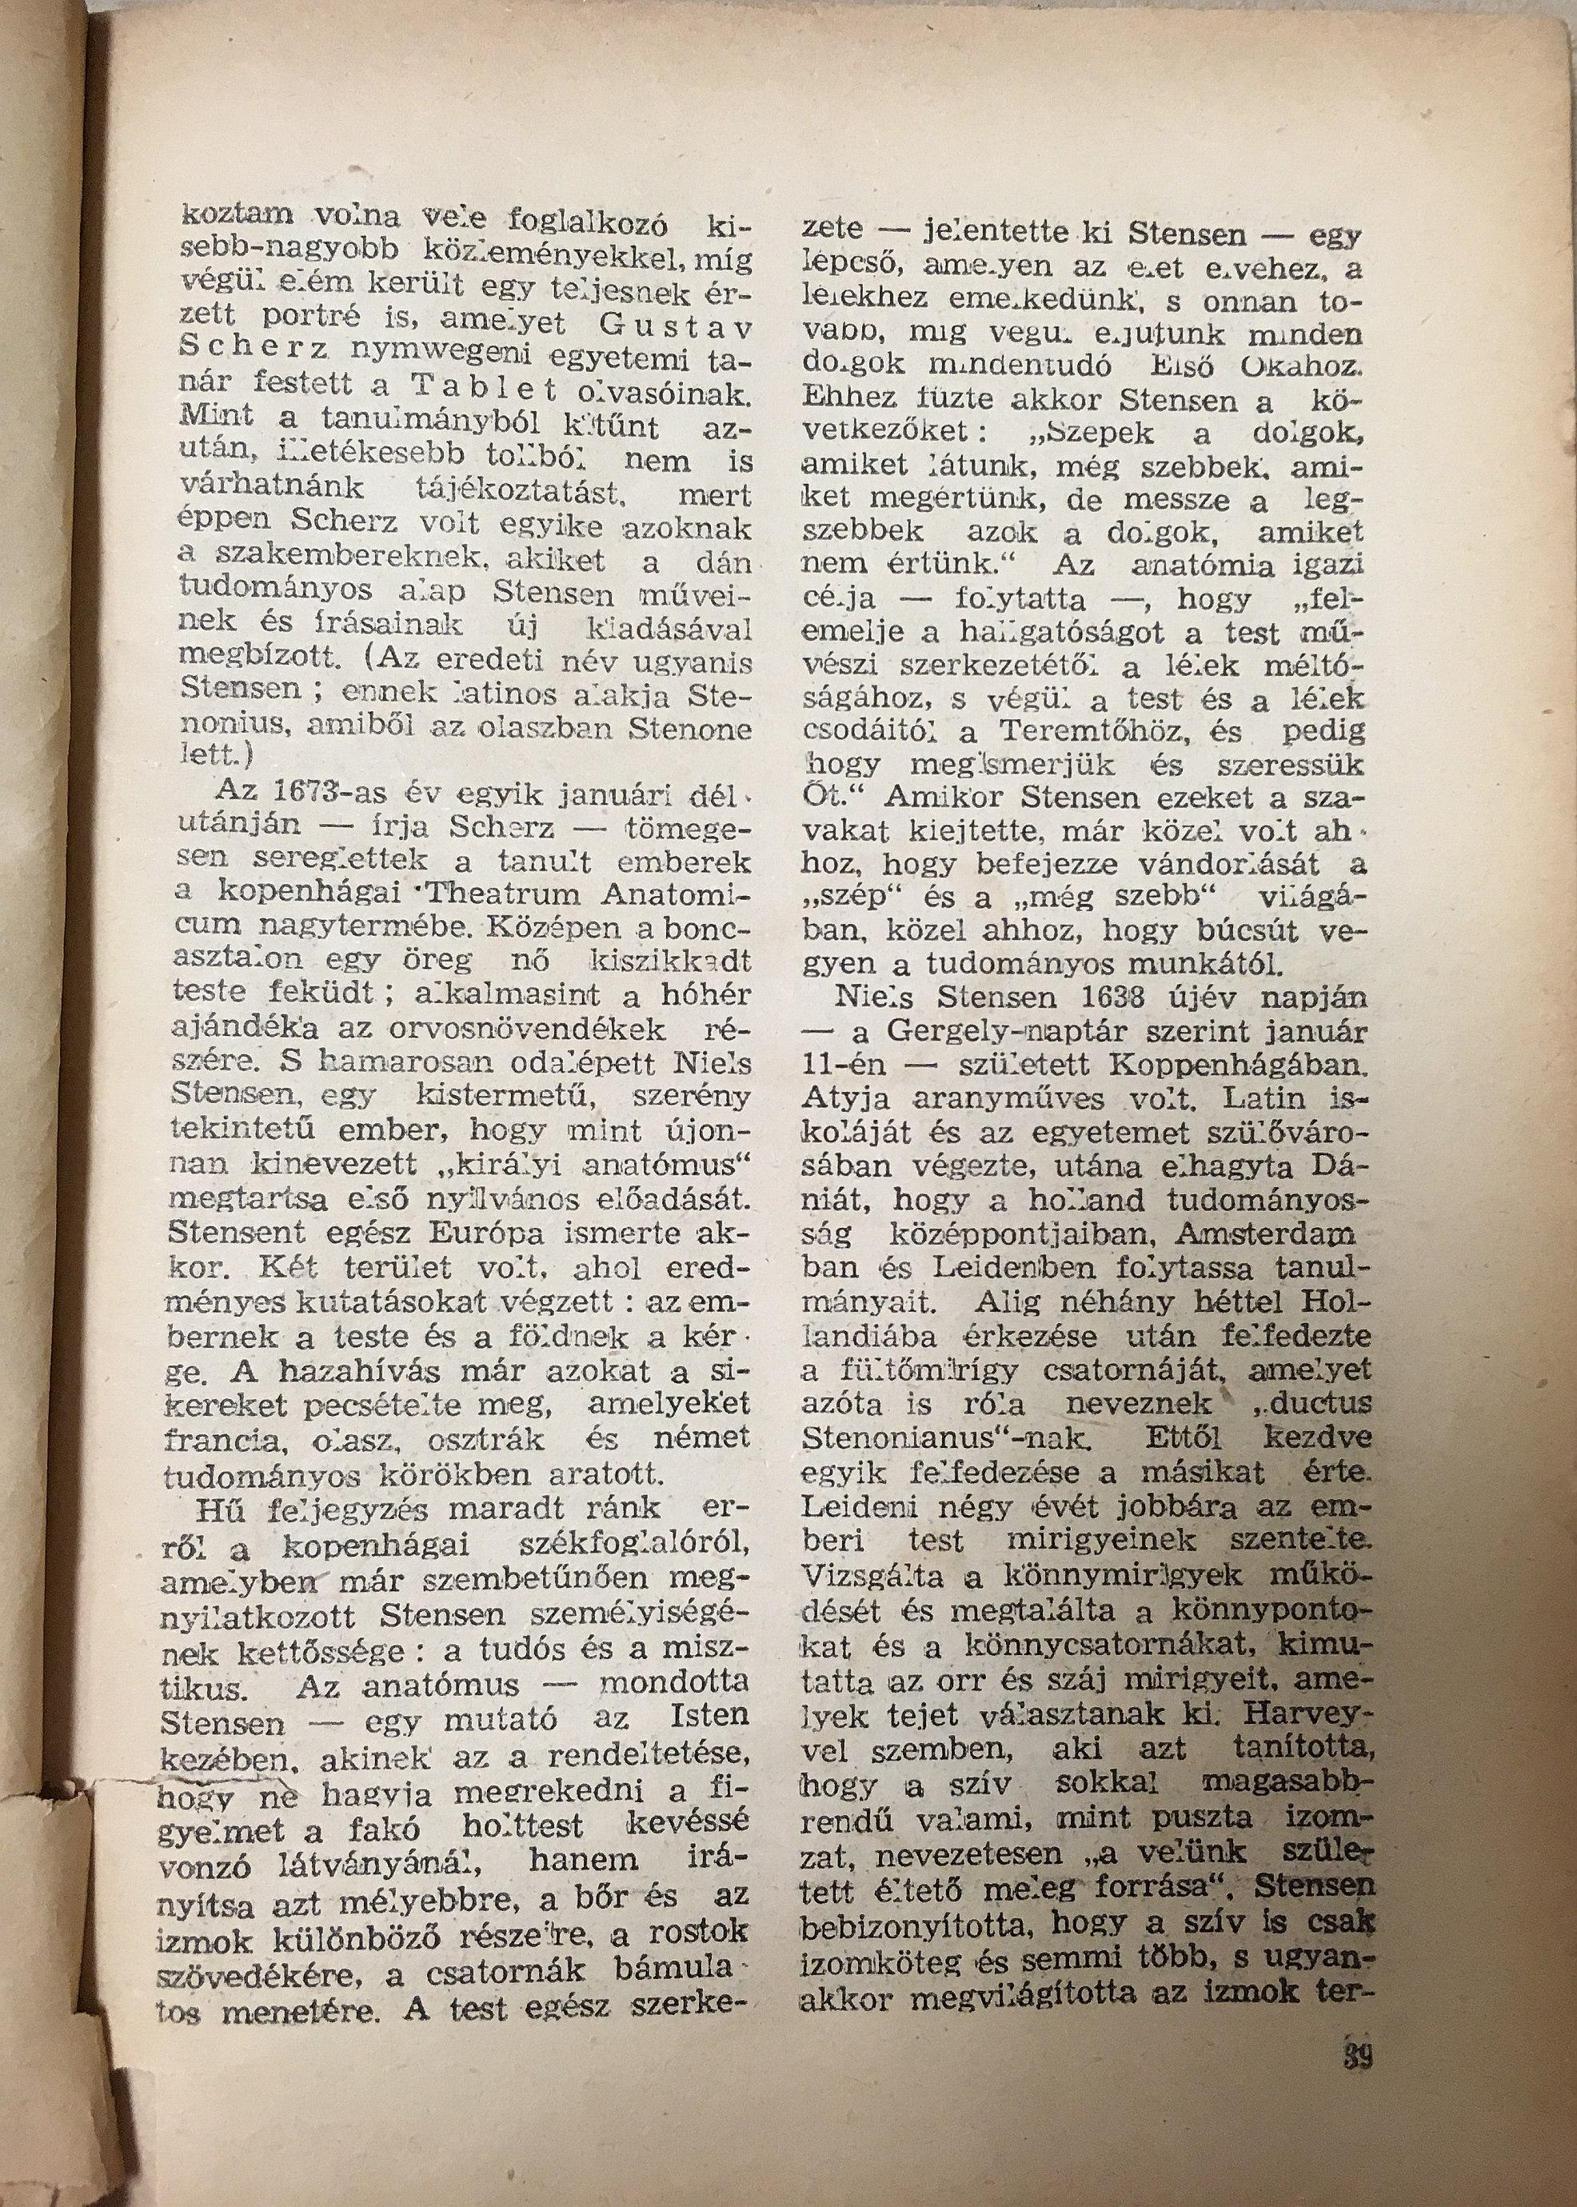 koztam volna vele foglalkozó ki-
sebb-nagyobb közleményekkel, míg
végül elém került egy teljesnek ér-
zett portré is, amelyet Gustav
Scherz nymwegeni egyetemi ta-
nár festett a Tablet olvasóinak.
Mint a tanulmányból kitűnt az-
után, illetékesebb tollból nem is
várhatnánk tájékoztatást, mert
éppen Scherz volt egyike azoknak
a szakembereknek, akiket a dán
tudományos alap Stensen művei-
nek és írásainak új kiadásával
megbízott. (Az eredeti név ugyanis
Stensen ; ennek latinos alakja Ste-
nonius, amiből az olaszban Stenone
lett.)
Az 1673-as év egyik januári dél-
utánján — írja Scherz — tömege-
sen sereglettek a tanult emberek
a kopenhágai Theatrum Anatomi-
cum nagytermébe. Középen a bonc-
asztalon egy öreg nő kiszikkadt
teste feküdt ; alkalmasint a hóhér
ajándéka az orvosnövendékek ré-
szére. S hamarosan odalépett Niels
Stensen, egy kistermetű, szerény
tekintetű ember, hogy mint újon-
nan kinevezett „királyi anatómus“
megtartsa első nyilvános előadását.
Stensent egész Európa ismerte ak-
kor. Két terület volt, ahol ered-
ményes kutatásokat végzett : az em-
bernek a teste és a földnek a kér-
ge. A hazahívás már azokat a si-
kereket pecsételte meg, amelyeket
francia, olasz, osztrák és német
tudományos körökben aratott.
Hű feljegyzés maradt ránk er-
ről a kopenhágai székfoglalóról,
amelyben már szembetűnően meg-
nyilatkozott Stensen személyiségé-
nek kettőssége : a tudós és a misz-
tikus. Az anatómus — mondotta
Stensen — egy mutató az Isten
kezében, akinek az a rendeltetése,
hogy ne hagyja megrekedni a fi-
gyelmet a fakó holttest kevéssé
vonzó látványánál, hanem irá-
nyítsa azt mélyebbre, a bőr és az
izmok különböző részeire, a rostok
szövedékére, a csatornák bámula-
tos menetére. A test egész szerke-
zete — jelentette ki Stensen — egy
lépcső, amelyen az élet elvéhez, a
lélekhez emelkedünk, s onnan to-
vább, míg végül eljutunk minden
dolgok mindentudó Első Okához.
Ehhez fűzte akkor Stensen a kö-
vetkezőket : „Szépek a dolgok,
amiket látunk, még szebbek, ami-
ket megértünk, de messze a leg-
szebbek azok a dolgok, amiket
nem értünk.“ Az anatómia igazi
célja — folytatta —, hogy „fel-
emelje a hallgatóságot a test mű-
vészi szerkezetétől a lélek méltó-
ságához, s végül a test és a lélek
csodáitól a Teremtőhöz, és pedig
hogy megismerjük és szeressük
Őt.“ Amikor Stensen ezeket a sza-
vakat kiejtette, már közel volt ah-
hoz, hogy befejezze vándorlását a
„szép“ és a „még szebb“ világá-
ban, közel ahhoz, hogy búcsút ve-
gyen a tudományos munkától.
Niels Stensen 1638 újév napján
— a Gergely-naptár szerint január
11-én — született Koppenhágában.
Atyja aranyműves volt. Latin is-
koláját és az egyetemet szülőváro-
sában végezte, utána elhagyta Dá-
niát, hogy a holland tudományos-
ság középpontjaiban, Amsterdam
ban és Leidenben folytassa tanul-
mányait. Alig néhány héttel Hol-
landiába érkezése után felfedezte
a fültőmirígy csatornáját, amelyet
azóta is róla neveznek „ductus
Stenonianus“-nak. Ettől kezdve
egyik felfedezése a másikat érte.
Leideni négy évét jobbára az em-
beri test mirigyeinek szentelte.
Vizsgálta a könnymirigyek műkö-
dését és megtalálta a könnyponto-
kat és a könnycsatornákat, kimu-
tatta az orr és száj mirigyeit, ame-
lyek tejet választanak ki. Harvey-
vel szemben, aki azt tanította,
hogy a szív sokkal magasabb-
rendű valami, mint puszta izom-
zat, nevezetesen „a velünk szüle-
tett éltető meleg forrása“, Stensen
bebizonyította, hogy a szív is csak
izomköteg és semmi több, s ugyan-
akkor megvilágította az izmok ter-
39